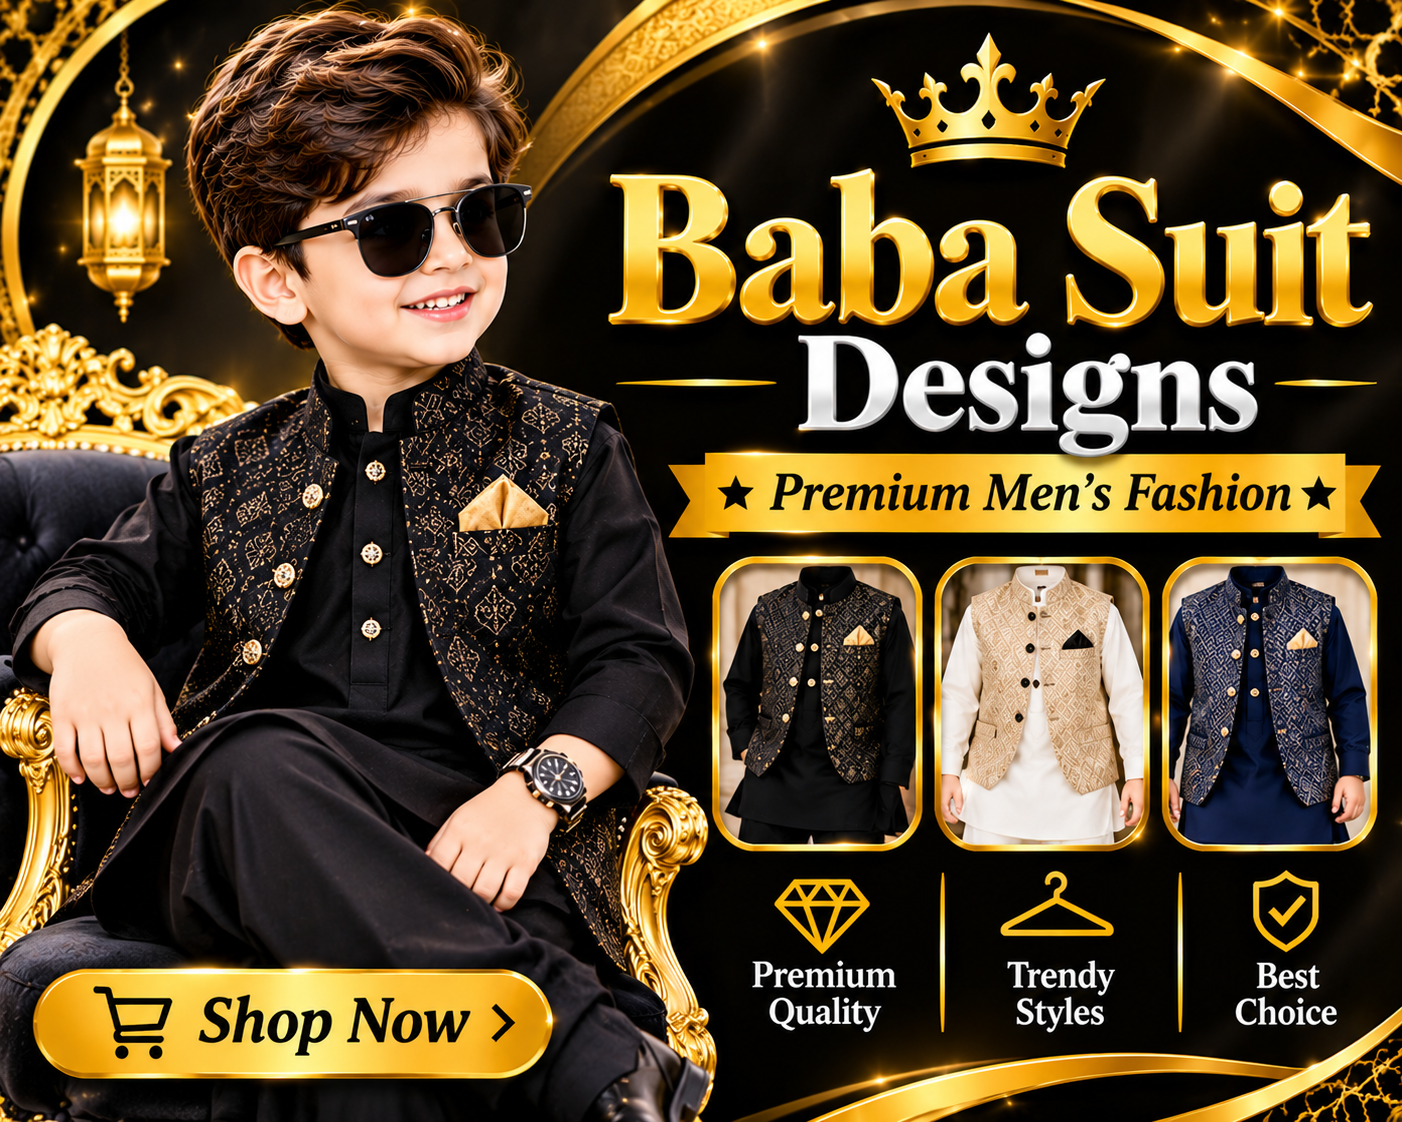 Baba Suit
Designs
Premium Men's Fashion
Premium
Quality
Trendy
Styles
Best
Choice
Shop Now